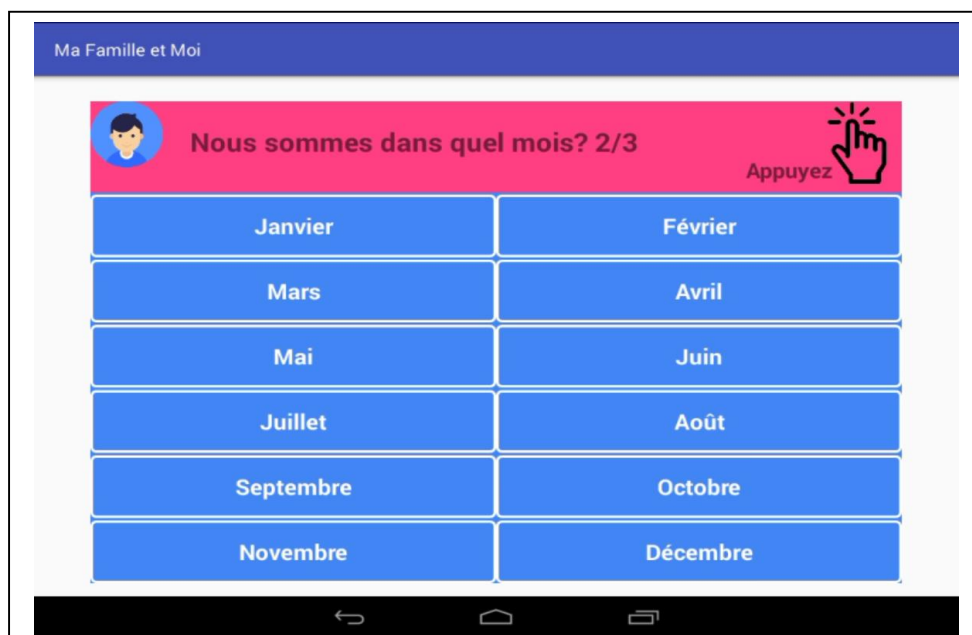 Ma Famille et Moi
Nous sommes dans quel mois? 2/3
Appuyez
Janvier Février
Mars Avril
Mai Juin
Juillet Août
Septembre Octobre
Novembre Décembre